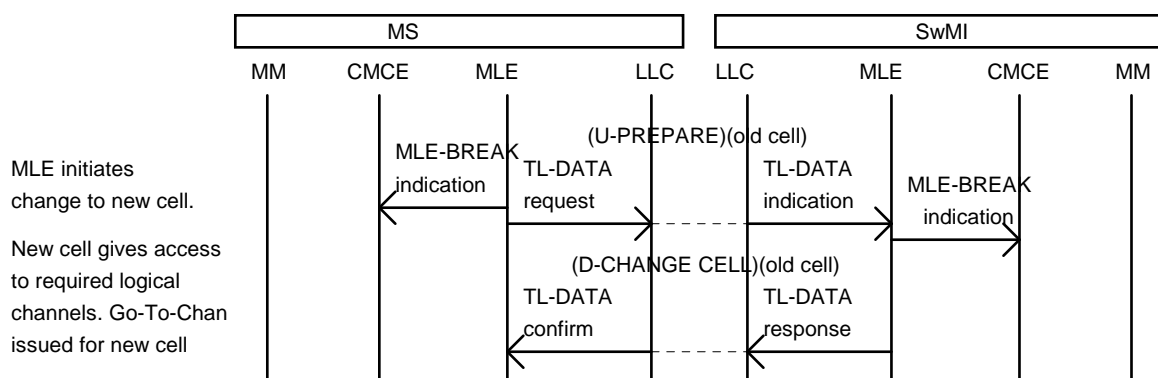 MS SwMI
MM CMCE MLE LLC LLC MLE CMCE MM
(U-PREPARE)(old cell)
MLE initiates
change to new cell.
MLE-BREAK
indication
TL-DATA
request
TL-DATA
indication
MLE-BREAK
indication
New cell gives access
to required logical
channels. Go-To-Chan
issued for new cell
(D-CHANGE CELL)(old cell)
TL-DATA
confirm
TL-DATA
response